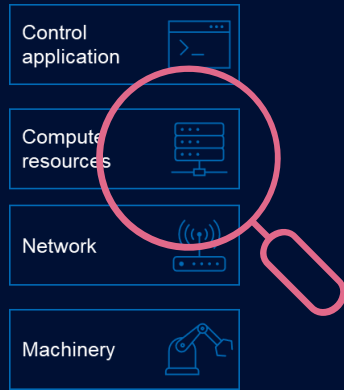 Control
application
Compute
resources
Network
Machinery